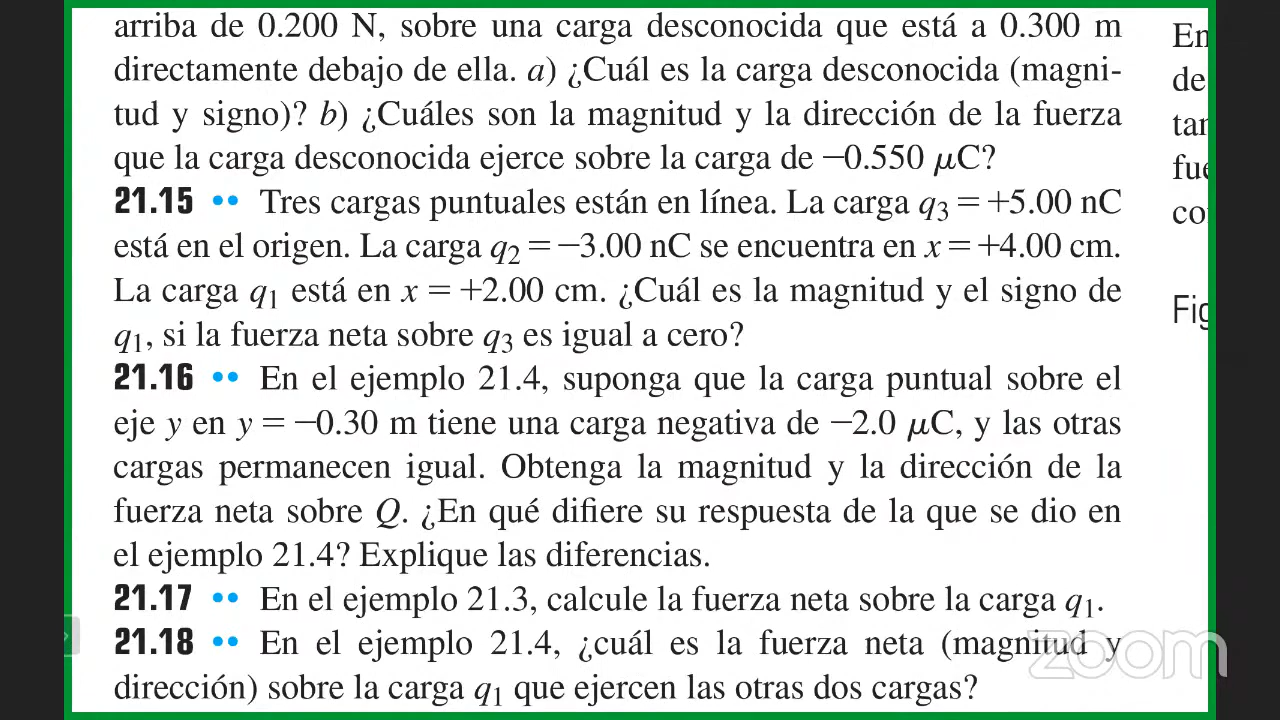 arriba de 0.200 N, sobre una carga desconocida que está a 0.300 m
directamente debajo de ella. a) ¿Cuál es la carga desconocida (magni-
tud y signo)? b) ¿Cuáles son la magnitud y la dirección de la fuerza
que la carga desconocida ejerce sobre la carga de −0.550 μC?
21.15 •• Tres cargas puntuales están en línea. La carga q₃ = +5.00 nC
está en el origen. La carga q₂ = −3.00 nC se encuentra en x = +4.00 cm.
La carga q₁ está en x = +2.00 cm. ¿Cuál es la magnitud y el signo de
q₁, si la fuerza neta sobre q₃ es igual a cero?
21.16 •• En el ejemplo 21.4, suponga que la carga puntual sobre el
eje y en y = −0.30 m tiene una carga negativa de −2.0 μC, y las otras
cargas permanecen igual. Obtenga la magnitud y la dirección de la
fuerza neta sobre Q. ¿En qué difiere su respuesta de la que se dio en
el ejemplo 21.4? Explique las diferencias.
21.17 •• En el ejemplo 21.3, calcule la fuerza neta sobre la carga q₁.
21.18 •• En el ejemplo 21.4, ¿cuál es la fuerza neta (magnitud y
dirección) sobre la carga q₁ que ejercen las otras dos cargas?
En
de
zoom